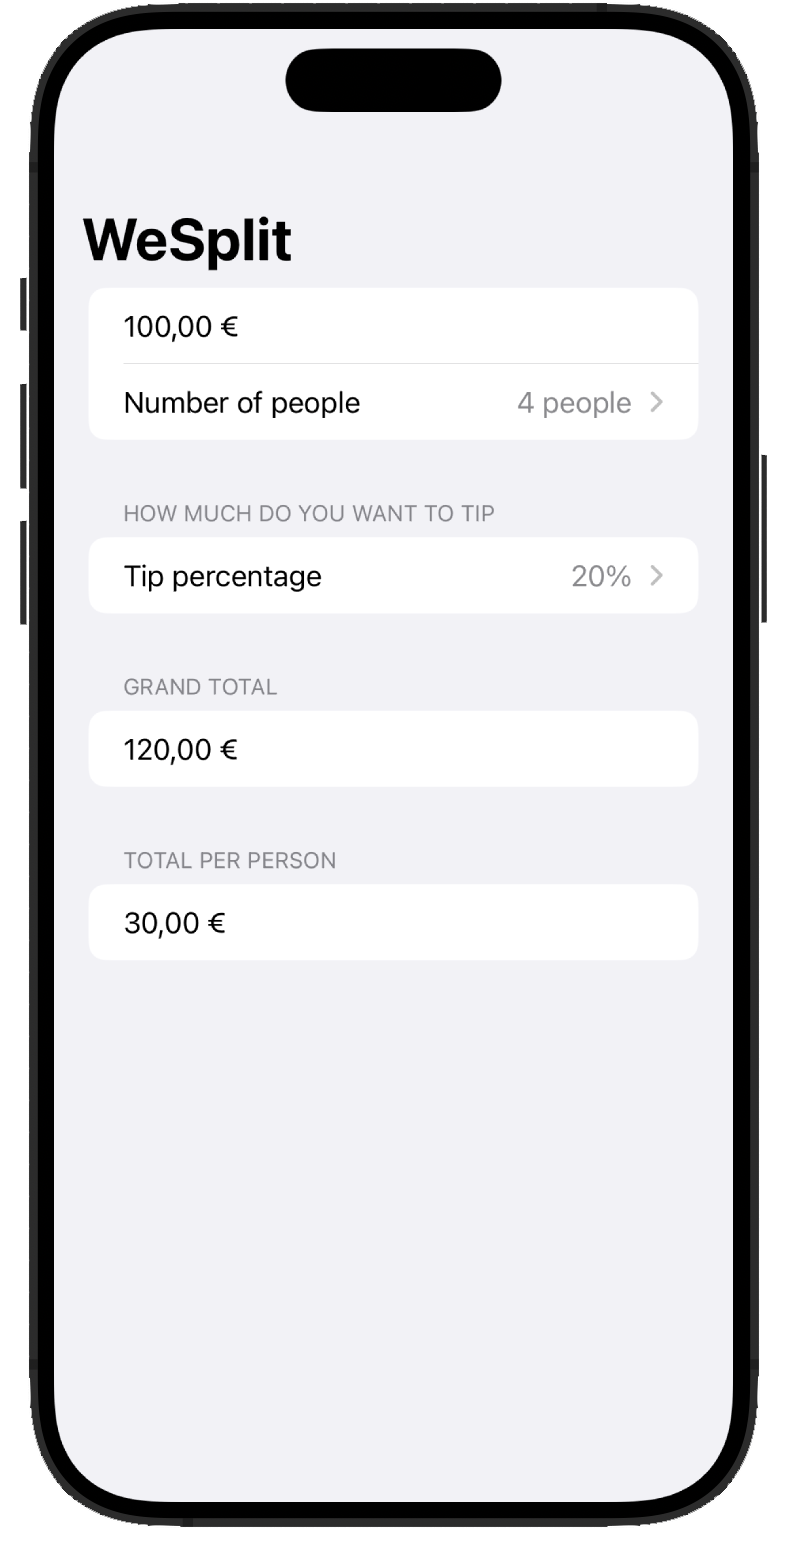 WeSplit
100,00 €
Number of people 4 people
HOW MUCH DO YOU WANT TO TIP
Tip percentage 20%
GRAND TOTAL
120,00 €
TOTAL PER PERSON
30,00 €